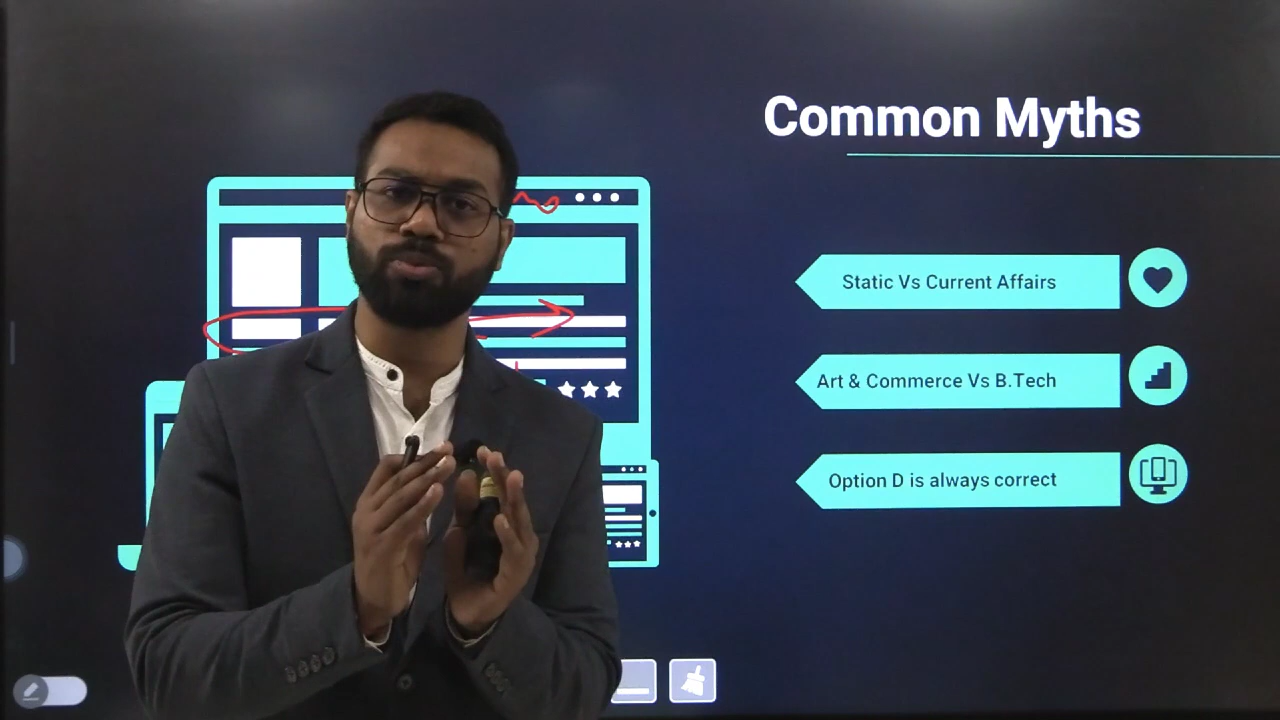 Common Myths
Static Vs Current Affairs
Art & Commerce Vs B.Tech
Option D is always correct